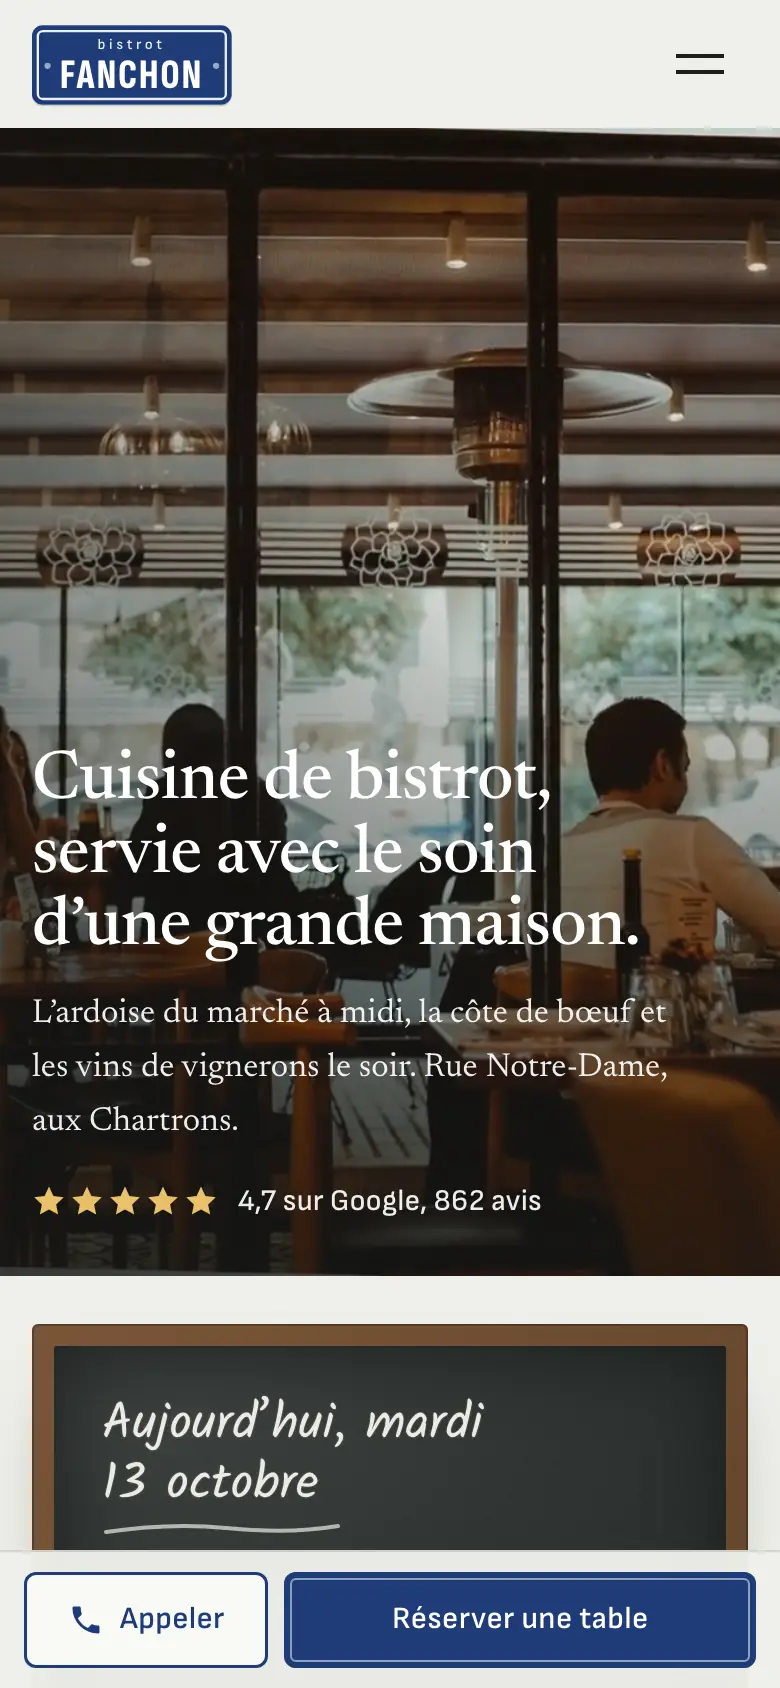 bistrot
FANCHON
Cuisine de bistrot,
servie avec le soin
d’une grande maison.
L’ardoise du marché à midi, la côte de bœuf et
les vins de vignerons le soir. Rue Notre-Dame,
aux Chartrons.
4,7 sur Google, 862 avis
Aujourd’hui, mardi
13 octobre
Appeler
Réserver une table